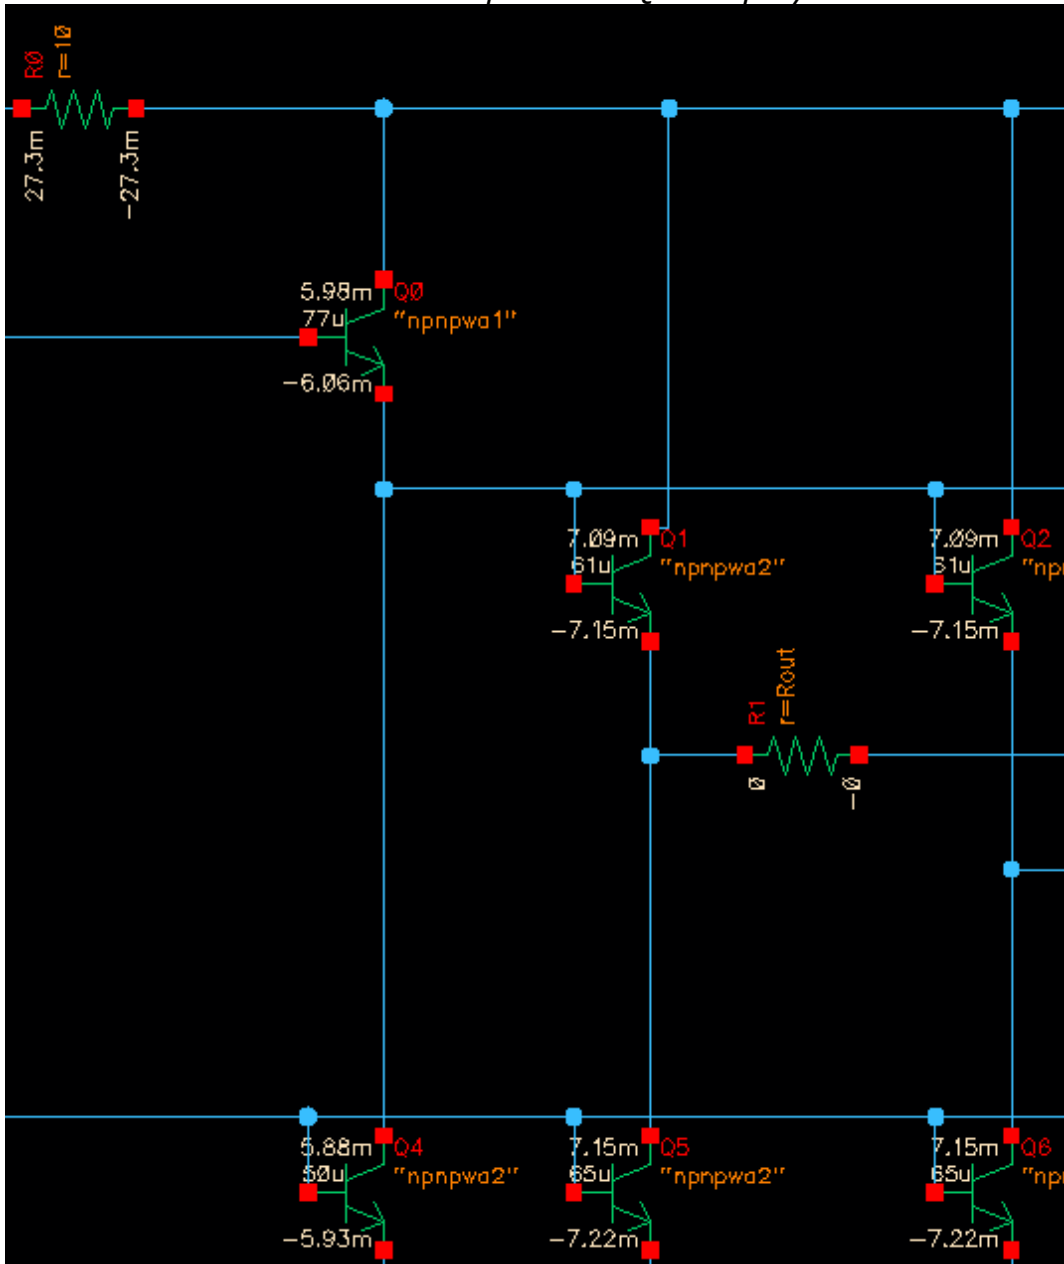 R0
r=10
27.3m
-27.3m
5.98m
Q0
77u
"npnpwa1"
-6.06m
7.09m
Q1
61u
"npnpwa2"
-7.15m
7.09m
Q2
61u
-7.15m
R1
r=Rout
0
-0
5.88m
Q4
50u
"npnpwa2"
-5.93m
7.15m
Q5
65u
"npnpwa2"
-7.22m
7.15m
Q6
65u
-7.22m